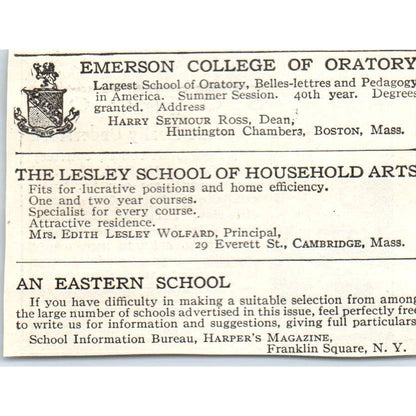 EMERSON COLLEGE OF ORATORY
Largest School of Oratory, Belles-lettres and Pedagogy
in America. Summer Session. 40th year. Degrees
granted. Address
HARRY SEYMOUR ROSS, Dean,
Huntington Chambers, BOSTON, Mass.
THE LESLEY SCHOOL OF HOUSEHOLD ARTS
Fits for lucrative positions and home efficiency.
One and two year courses.
Specialist for every course.
Attractive residence.
MRS. EDITH LESLEY WOLFARD, Principal,
29 Everett St., CAMBRIDGE, Mass.
AN EASTERN SCHOOL
If you have difficulty in making a suitable selection from among
the large number of schools advertised in this issue, feel perfectly free
to write us for information and suggestions, giving full particulars
School Information Bureau, HARPER'S MAGAZINE,
Franklin Square, N. Y.